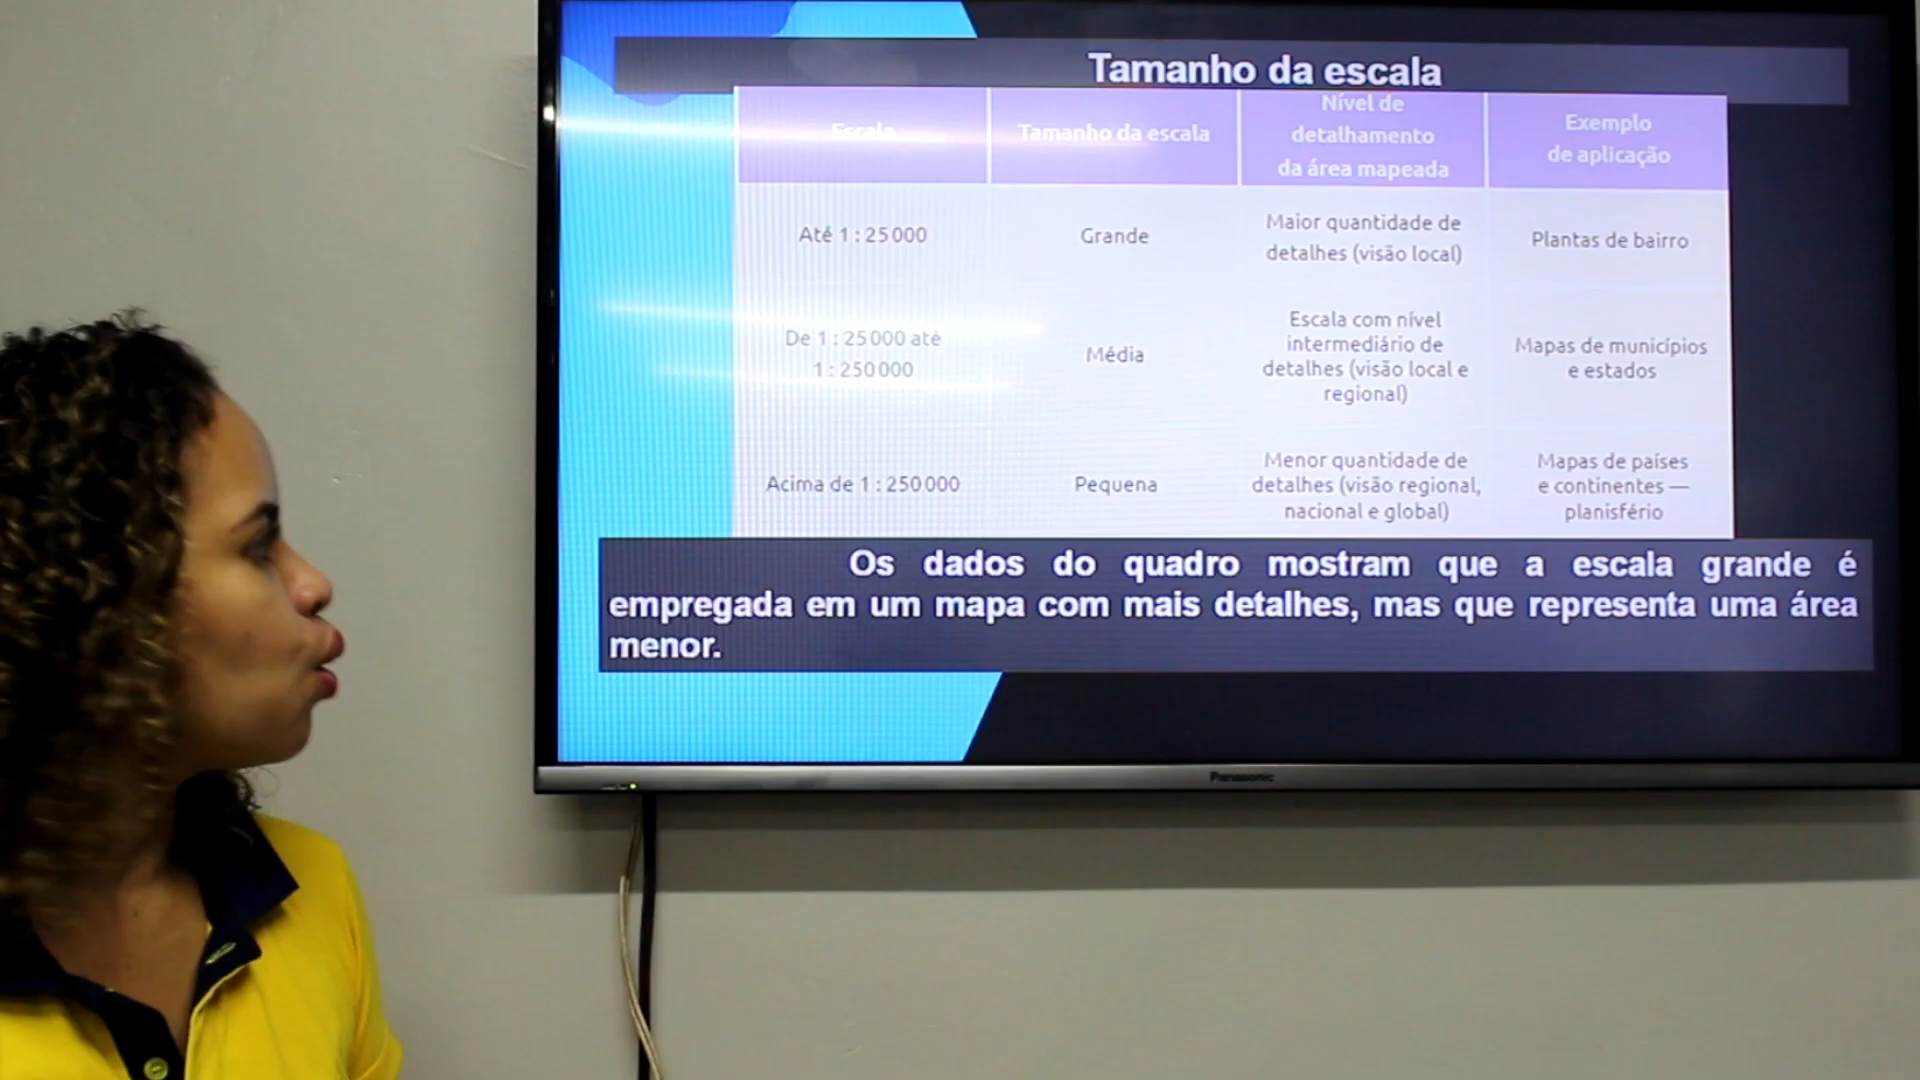 Tamanho da escala
Escala
Tamanho da escala
Nível de
detalhamento
da área mapeada
Exemplo
de aplicação
Até 1 : 25 000
Grande
Maior quantidade de
detalhes (visão local)
Plantas de bairro
De 1 : 25 000 até
1 : 250 000
Média
Escala com nível
intermediário de
detalhes (visão local e
regional)
Mapas de municípios
e estados
Acima de 1 : 250 000
Pequena
Menor quantidade de
detalhes (visão regional,
nacional e global)
Mapas de países
e continentes —
planisfério
Os dados do quadro mostram que a escala grande é
empregada em um mapa com mais detalhes, mas que representa uma área
menor.
Panasonic